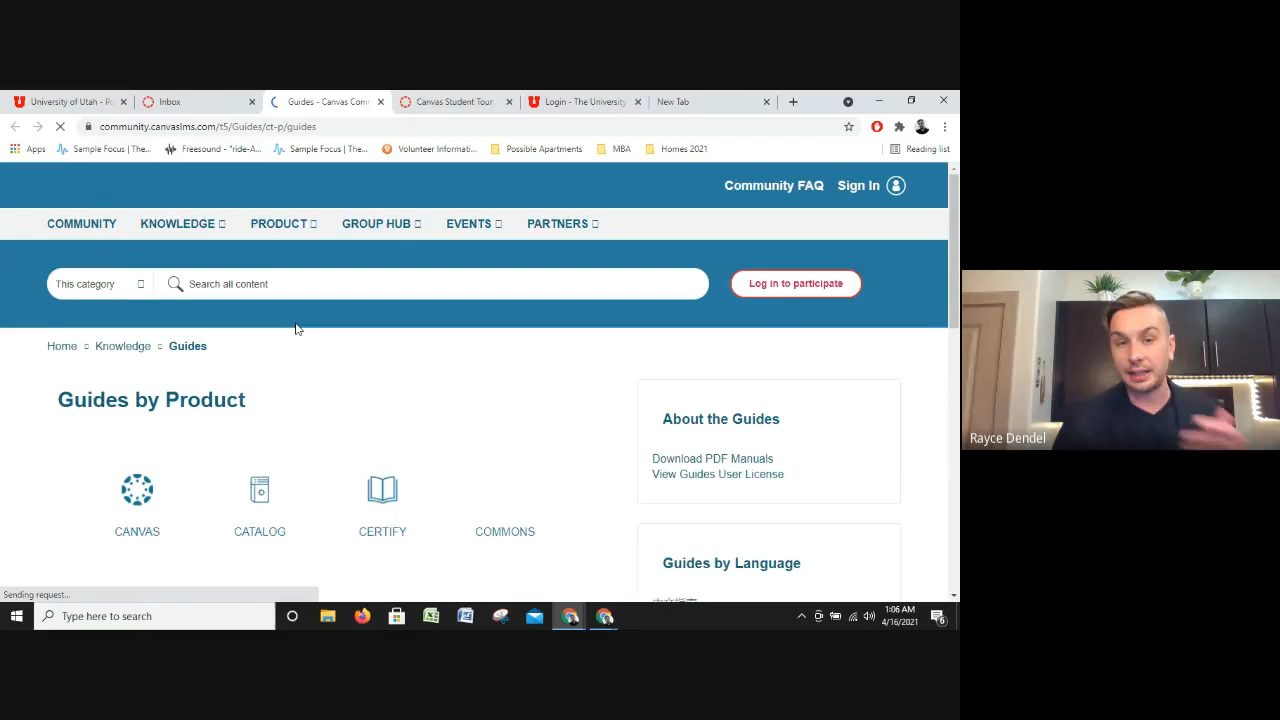 University of Utah - Pa
Inbox
Guides - Canvas Com
Canvas Student Tour
Login - The University
New Tab
community.canvaslms.com/t5/Guides/ct-p/guides
Apps
Sample Focus | The...
Freesound - "ride-A...
Sample Focus | The...
Volunteer Informati...
Possible Apartments
MBA
Homes 2021
Reading list
Community FAQ
Sign In
COMMUNITY
KNOWLEDGE
PRODUCT
GROUP HUB
EVENTS
PARTNERS
This category
Search all content
Log in to participate
Home
Knowledge
Guides
Guides by Product
About the Guides
Download PDF Manuals
View Guides User License
CANVAS
CATALOG
CERTIFY
COMMONS
Guides by Language
Sending request...
Type here to search
1:06 AM
4/16/2021
6
Rayce Dendel